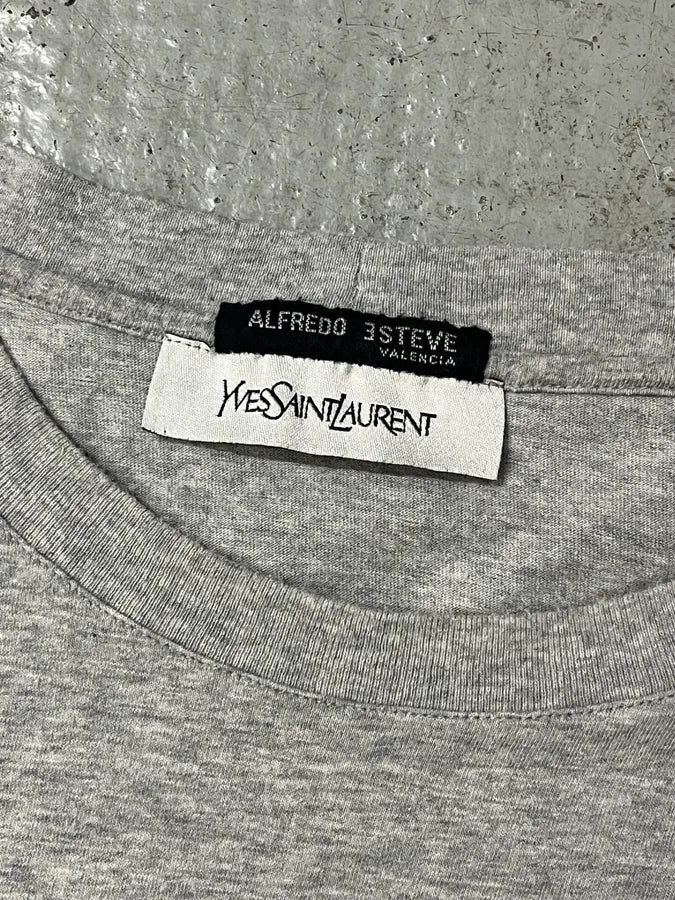 ALFREDO ƎSTEVE
VALENCIA
YVESSAINTLAURENT